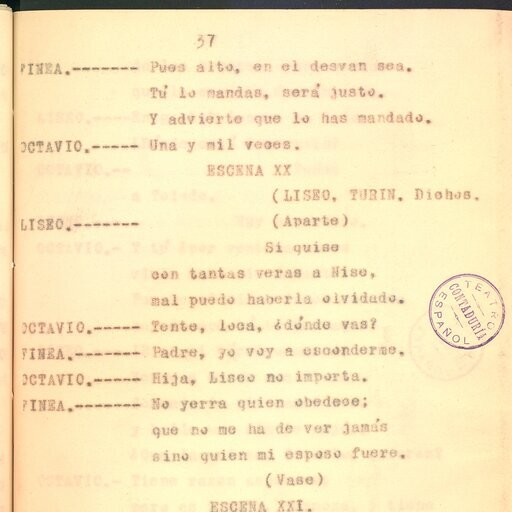 37
FINEA.------- Pues alto, en el desvan sea.
Tú lo mandas, será justo.
Y advierte que lo has mandado.
OCTAVIO.----- Una y mil veces.
ESCENA XX
(LISEO, TURIN. Dichos.
LISEO.------- (Aparte)
Si quise
con tantas veras a Nise,
mal puedo haberla olvidado.
OCTAVIO.----- Tente, loca, ¿dónde vas?
FINEA.------- Padre, yo voy a esconderme.
OCTAVIO.----- Hija, Liseo no importa.
FINEA.------- No yerra quien obedece;
que no me ha de ver jamás
sino quien mi esposo fuere.
(Vase)
ESCENA XXI.
TEATRO ESPAÑOL
CONTADURÍA